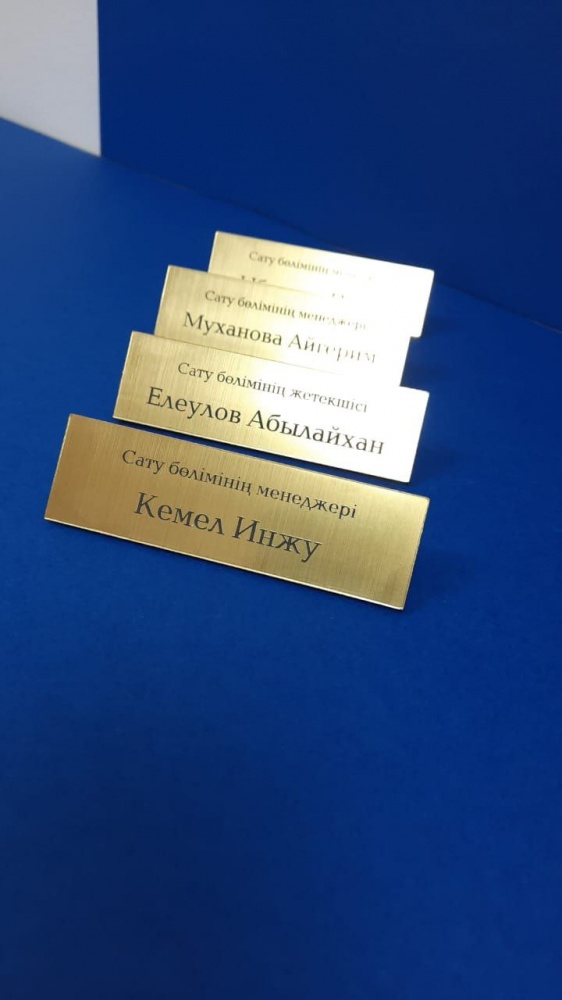 Сату бөлімінің
Сату бөлімінің менеджері
Муханова Айгерим
Сату бөлімінің жетекшісі
Елеулов Абылайхан
Сату бөлімінің менеджері
Кемел Инжу